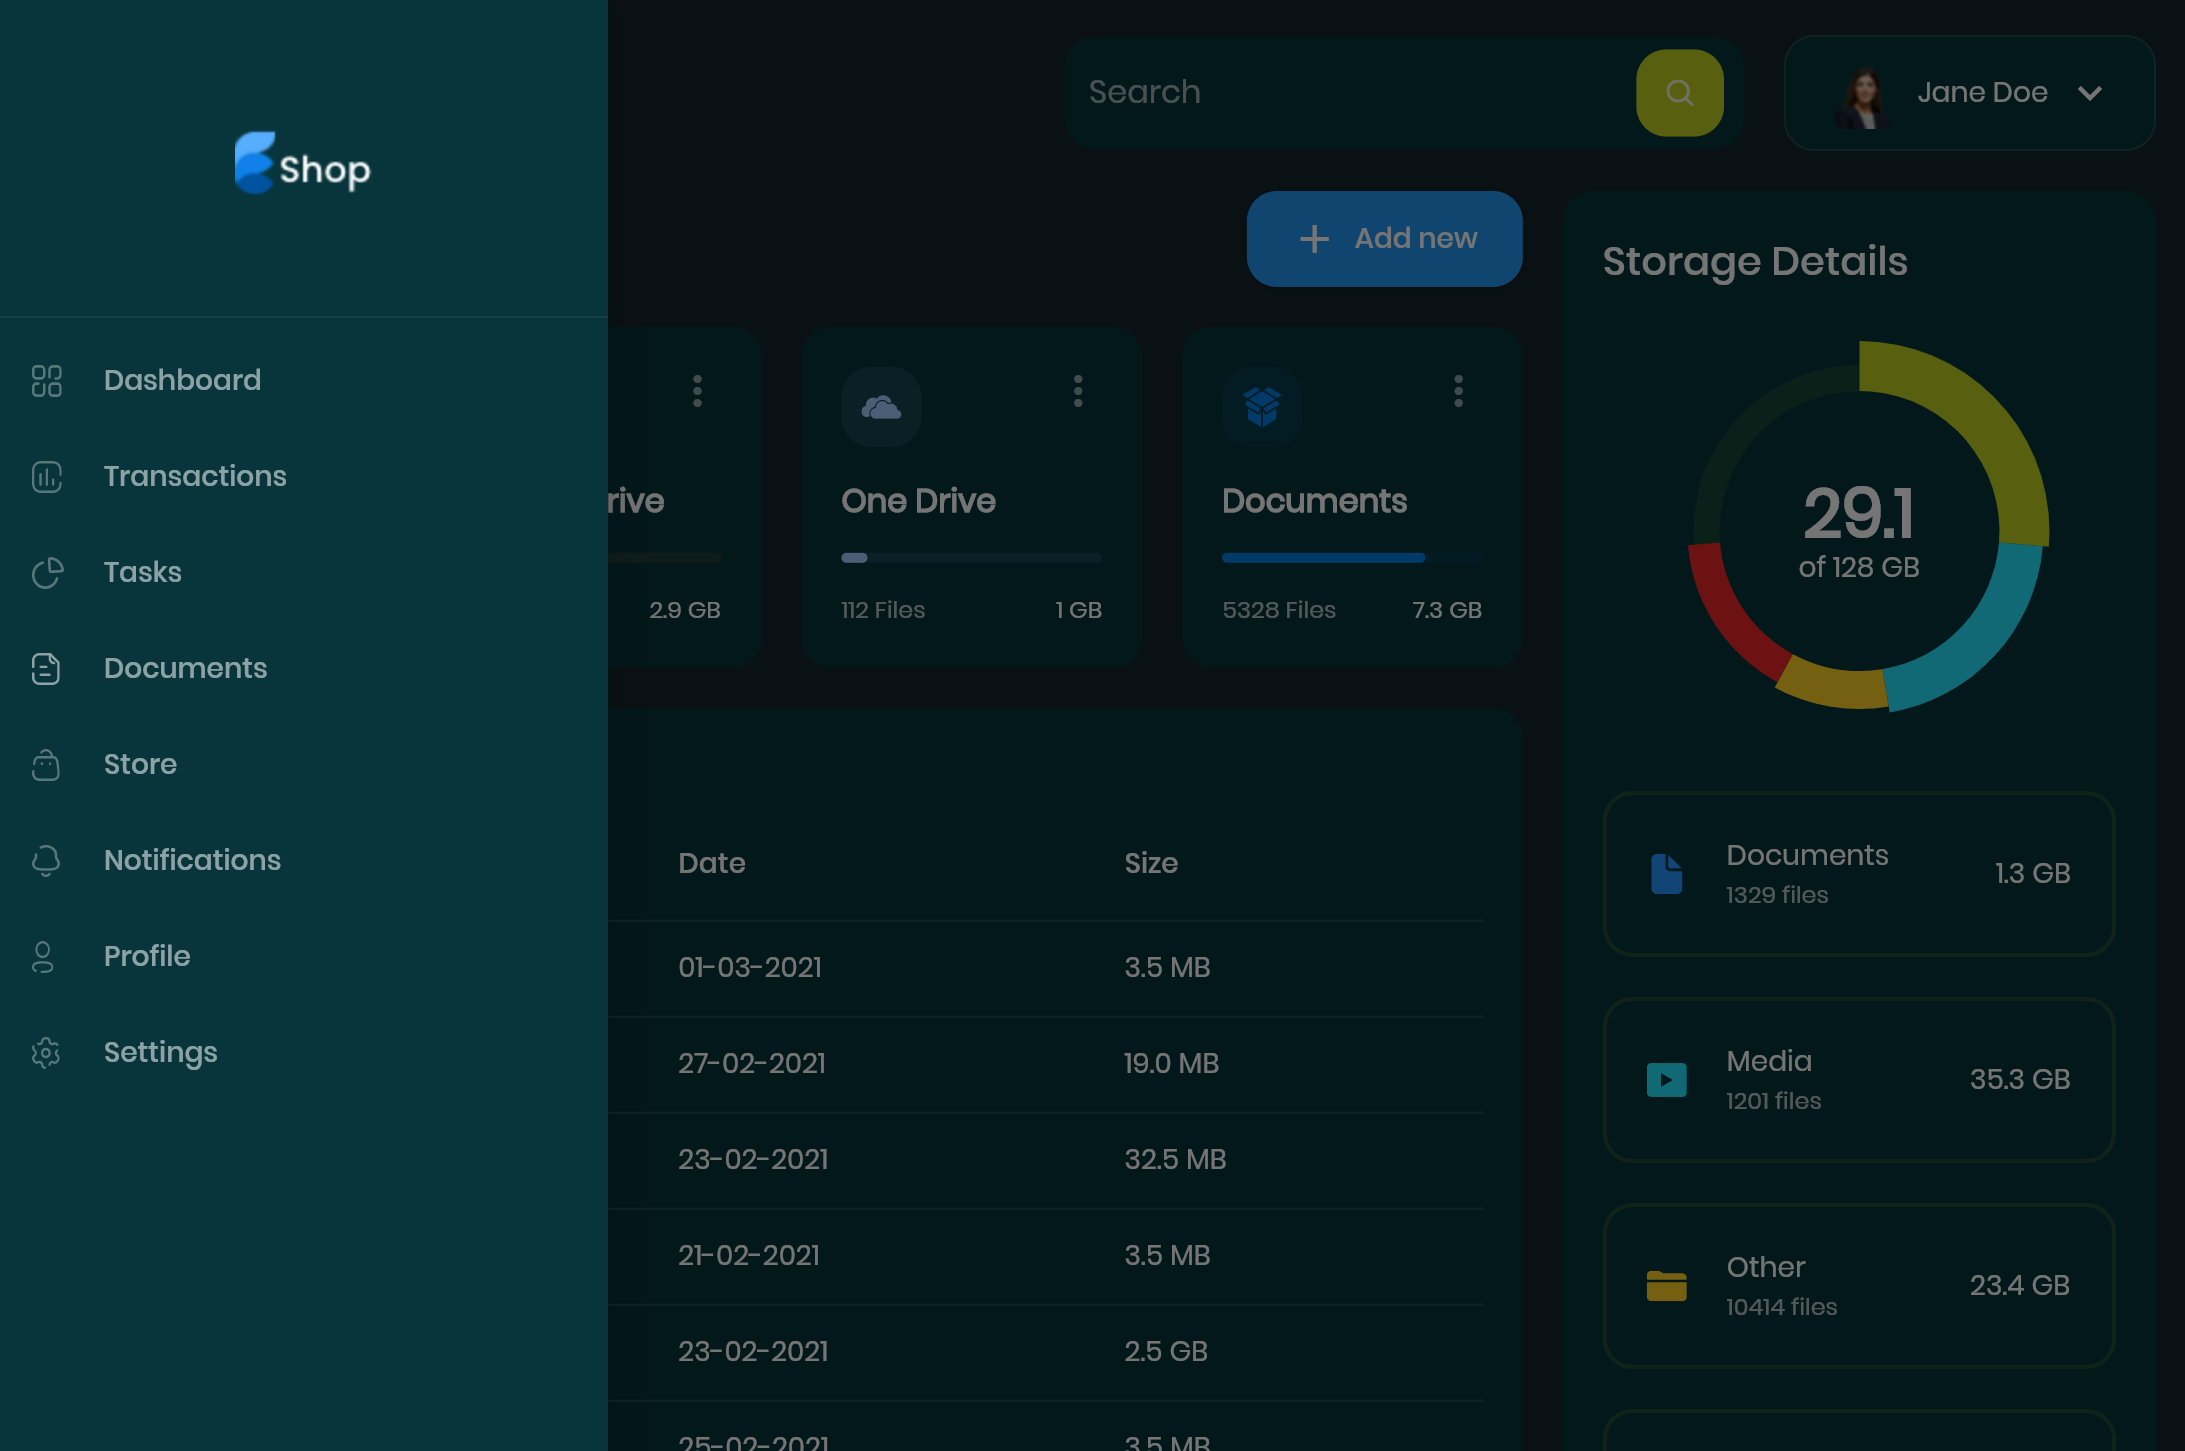 Shop
Dashboard
Transactions
Tasks
Documents
Store
Notifications
Profile
Settings
Search
Jane Doe
Add new
rive
2.9 GB
One Drive
112 Files 1 GB
Documents
5328 Files 7.3 GB
Date Size
01-03-2021 3.5 MB
27-02-2021 19.0 MB
23-02-2021 32.5 MB
21-02-2021 3.5 MB
23-02-2021 2.5 GB
25-02-2021 3.5 MB
Storage Details
29.1
of 128 GB
Documents
1329 files
1.3 GB
Media
1201 files
35.3 GB
Other
10414 files
23.4 GB